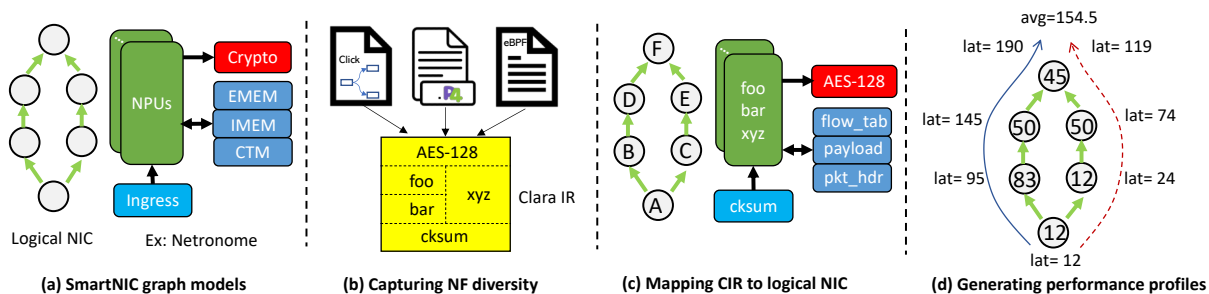 NPUs
Crypto
EMEM
IMEM
CTM
Ingress
Logical NIC
Ex: Netronome
(a) SmartNIC graph models
Click
P4
eBPF
AES-128
foo
bar
xyz
cksum
Clara IR
(b) Capturing NF diversity
F
D
E
B
C
A
foo
bar
xyz
AES-128
flow_tab
payload
pkt_hdr
cksum
(c) Mapping CIR to logical NIC
avg=154.5
lat= 190
lat= 119
45
lat= 145
50
50
lat= 74
lat= 95
83
12
lat= 24
12
lat= 12
(d) Generating performance profiles